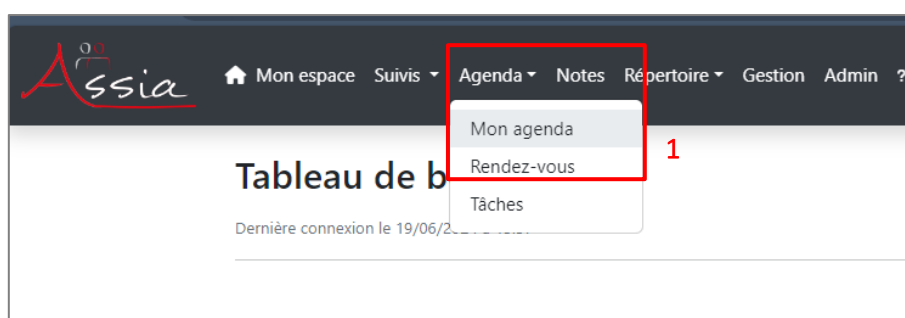 Assia
Mon espace Suivis Agenda Notes Répertoire Gestion Admin ?
Mon agenda
1
Rendez-vous
Tableau de b
Tâches
Dernière connexion le 19/06/2